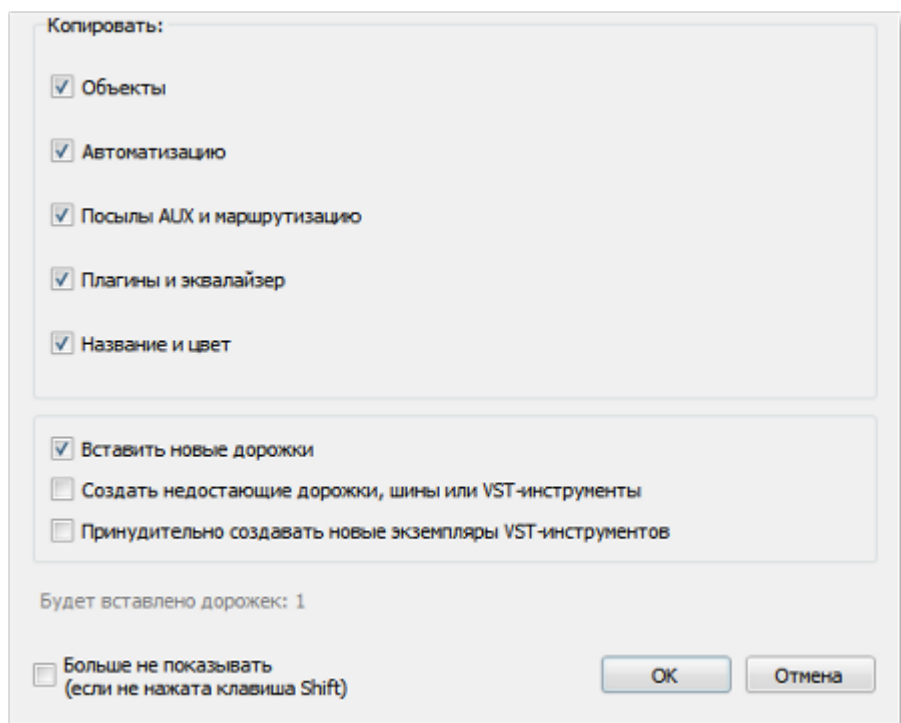 Копировать:
Объекты
Автоматизацию
Посылы AUX и маршрутизацию
Плагины и эквалайзер
Название и цвет
Вставить новые дорожки
Создать недостающие дорожки, шины или VST-инструменты
Принудительно создавать новые экземпляры VST-инструментов
Будет вставлено дорожек: 1
Больше не показывать
(если не нажата клавиша Shift)
OK
Отмена